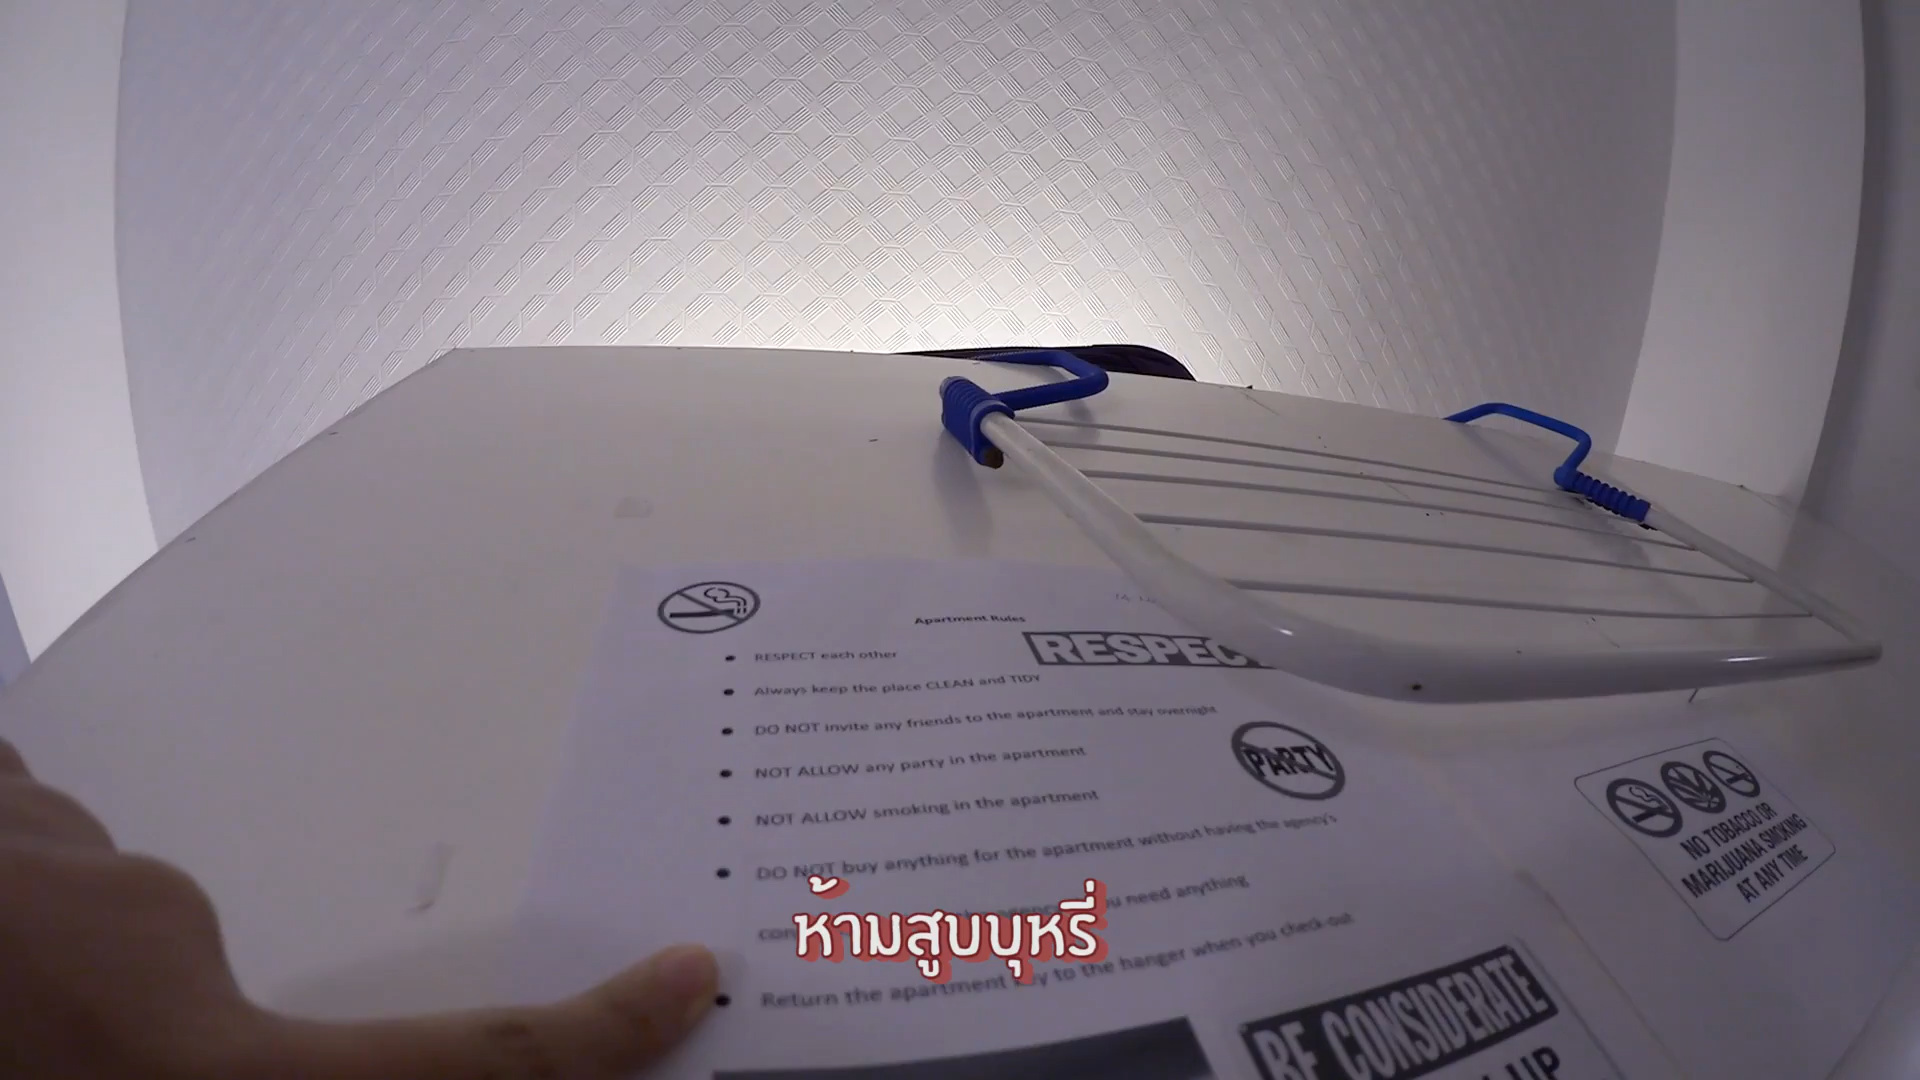 Apartment Rules
RESPECT each other
RESPECT
Always keep the place CLEAN and TIDY
DO NOT invite any friends to the apartment and stay overnight
NOT ALLOW any party in the apartment
PARTY
NOT ALLOW smoking in the apartment
DO NOT buy anything for the apartment without having the agency's
need anything
Return the apartment key to the hanger when you check-out
ห้ามสูบบุหรี่
NO TOBACCO OR
MARIJUANA SMOKING
AT ANY TIME
BE CONSIDERATE
UP